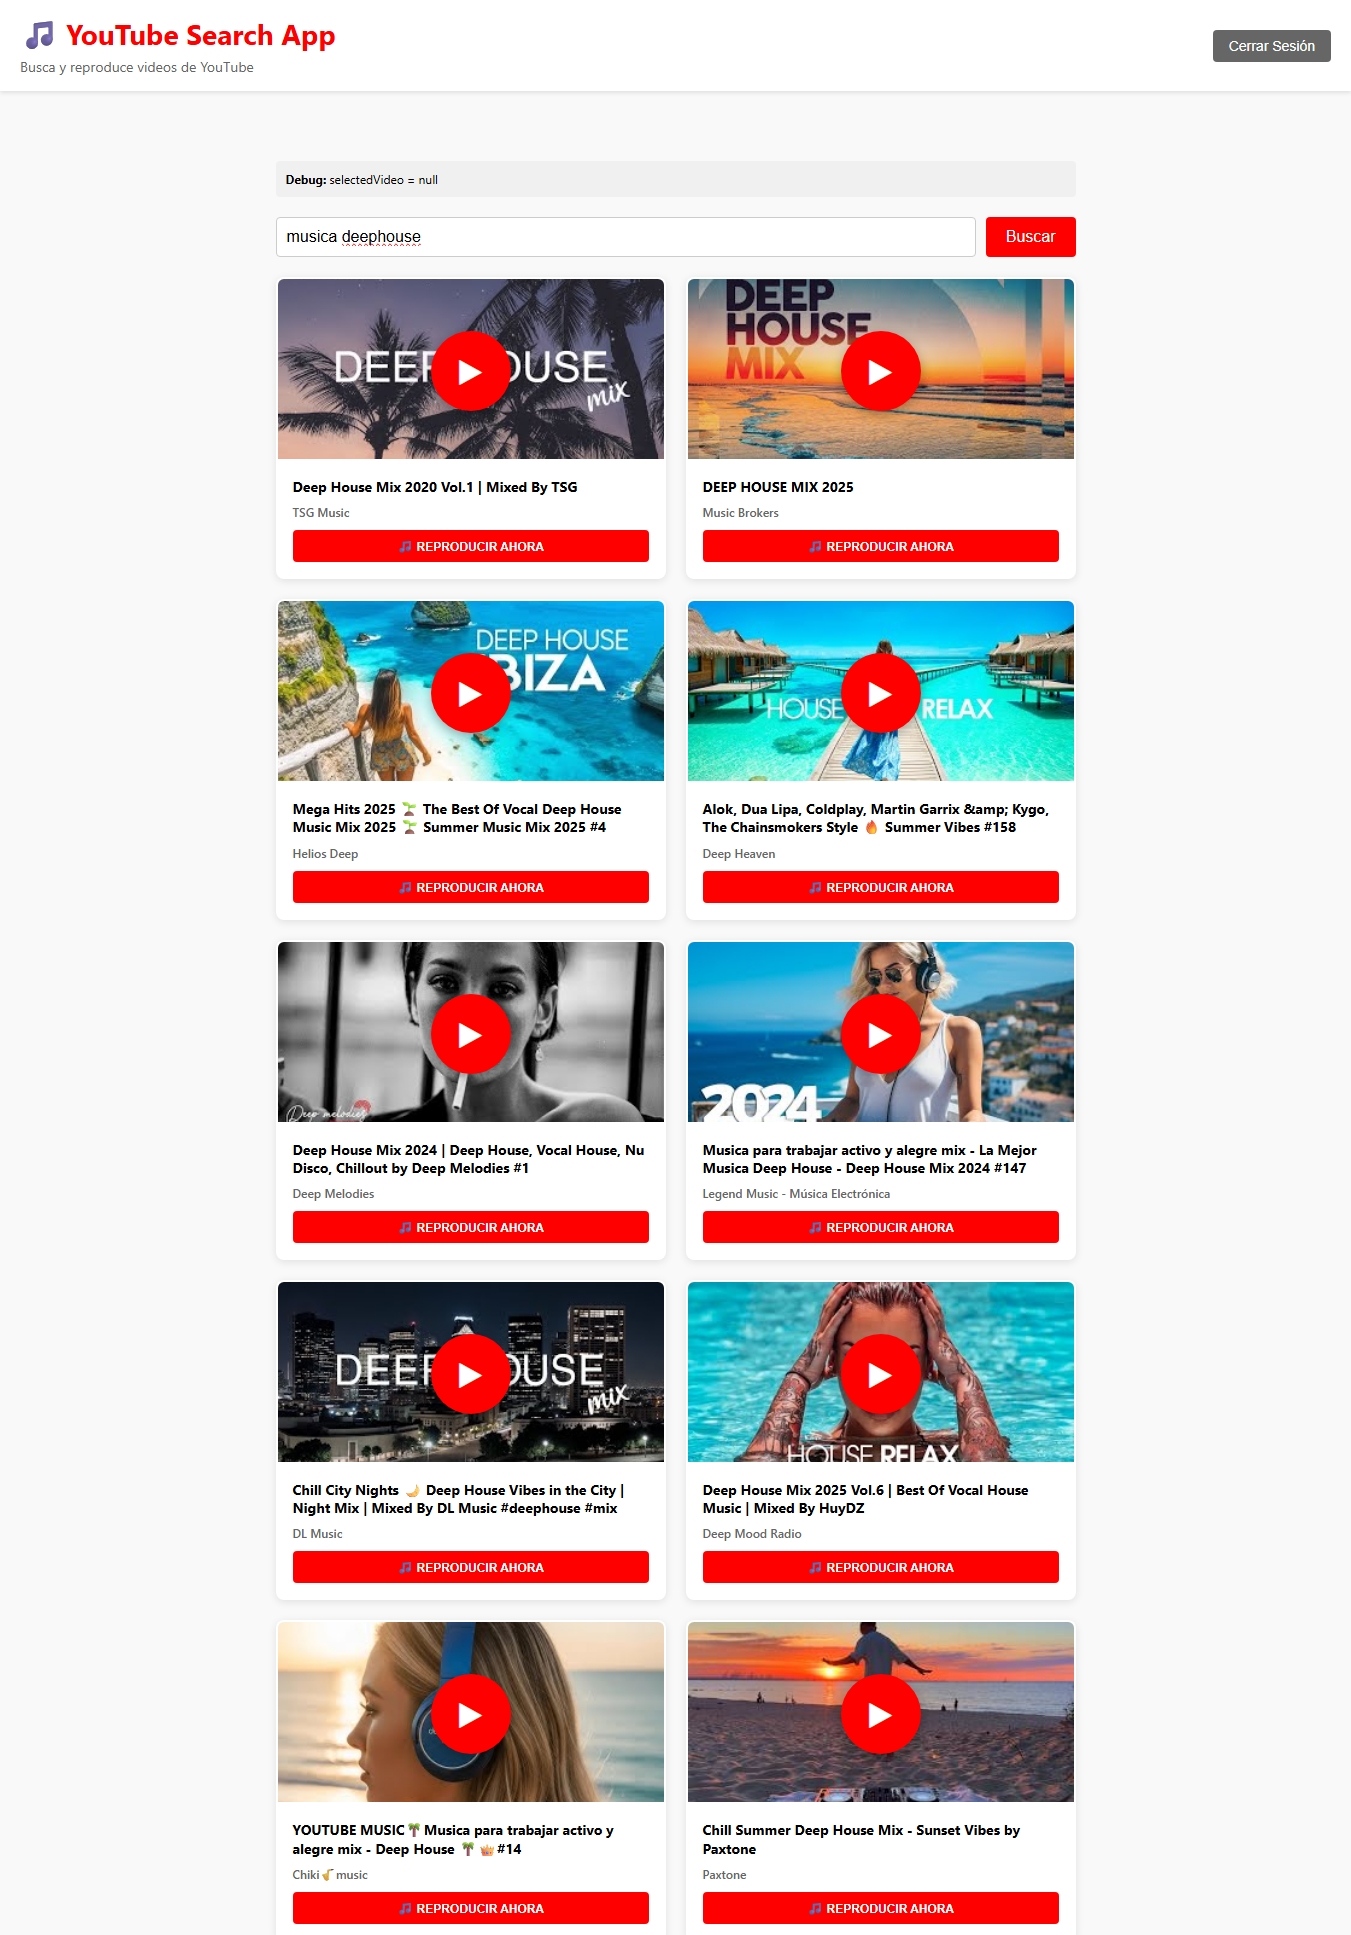 YouTube Search App
Busca y reproduce videos de YouTube
Cerrar Sesión
Debug: selectedVideo = null
musica deephouse
Buscar
DEEP HOUSE
mix
DEEP
HOUSE
MIX
Deep House Mix 2020 Vol.1 | Mixed By TSG
TSG Music
🎵 REPRODUCIR AHORA
DEEP HOUSE MIX 2025
Music Brokers
🎵 REPRODUCIR AHORA
DEEP HOUSE
IBIZA
HOUSE RELAX
Mega Hits 2025 🌱 The Best Of Vocal Deep House
Music Mix 2025 🌱 Summer Music Mix 2025 #4
Helios Deep
🎵 REPRODUCIR AHORA
Alok, Dua Lipa, Coldplay, Martin Garrix &amp; Kygo,
The Chainsmokers Style 🔥 Summer Vibes #158
Deep Heaven
🎵 REPRODUCIR AHORA
Deep melodies
2024
Deep House Mix 2024 | Deep House, Vocal House, Nu
Disco, Chillout by Deep Melodies #1
Deep Melodies
🎵 REPRODUCIR AHORA
Musica para trabajar activo y alegre mix - La Mejor
Musica Deep House - Deep House Mix 2024 #147
Legend Music - Música Electrónica
🎵 REPRODUCIR AHORA
DEEP HOUSE
mix
HOUSE RELAX
Chill City Nights 🌙 Deep House Vibes in the City |
Night Mix | Mixed By DL Music #deephouse #mix
DL Music
🎵 REPRODUCIR AHORA
Deep House Mix 2025 Vol.6 | Best Of Vocal House
Music | Mixed By HuyDZ
Deep Mood Radio
🎵 REPRODUCIR AHORA
YOUTUBE MUSIC🌴Musica para trabajar activo y
alegre mix - Deep House 🌴 👑#14
Chiki🎷music
🎵 REPRODUCIR AHORA
Chill Summer Deep House Mix - Sunset Vibes by
Paxtone
Paxtone
🎵 REPRODUCIR AHORA